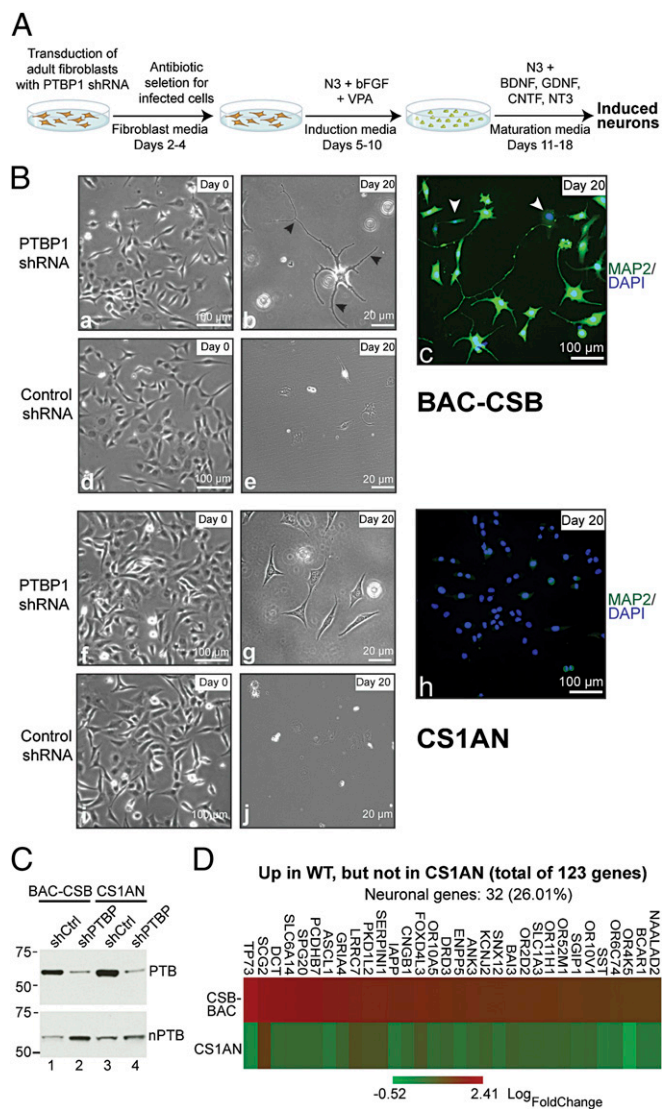 A
Transduction of
adult fibroblasts
with PTBP1 shRNA
Antibiotic
seletion for
infected cells
Fibroblast media
Days 2-4
N3 + bFGF
+ VPA
Induction media
Days 5-10
N3 +
BDNF, GDNF,
CNTF, NT3
Maturation media
Days 11-18
Induced
neurons
B
PTBP1
shRNA
Day 0
a
100 µm
Day 20
b
20 µm
Day 20
c
100 µm
MAP2/
DAPI
Control
shRNA
Day 0
d
100 µm
Day 20
e
20 µm
BAC-CSB
PTBP1
shRNA
Day 0
f
100 µm
Day 20
g
20 µm
Day 20
h
100 µm
MAP2/
DAPI
Control
shRNA
Day 0
i
100 µm
Day 20
j
20 µm
CS1AN
C
BAC-CSB CS1AN
shCtrl
shPTBP
shCtrl
shPTBP
75
50
PTB
75
50
nPTB
1 2 3 4
D
Up in WT, but not in CS1AN (total of 123 genes)
Neuronal genes: 32 (26.01%)
TP73
SCG2
DCT
SLC6A14
SPG20
PCDHB7
ASCL1
GRIA4
LRRC7
PKD1L2
SERPINI1
IAPP
CNGB1
FOXD4L3
OR10A5
DRD3
ENPP5
ANK3
KCNJ2
SNX12
BAI3
OR2D2
SLC1A3
OR11H1
OR52M1
SGIP1
OR10V1
SST
OR6C74
OR4K5
BCAR1
NAALAD2
CSB-
BAC
CS1AN
-0.52 2.41 LogFoldChange